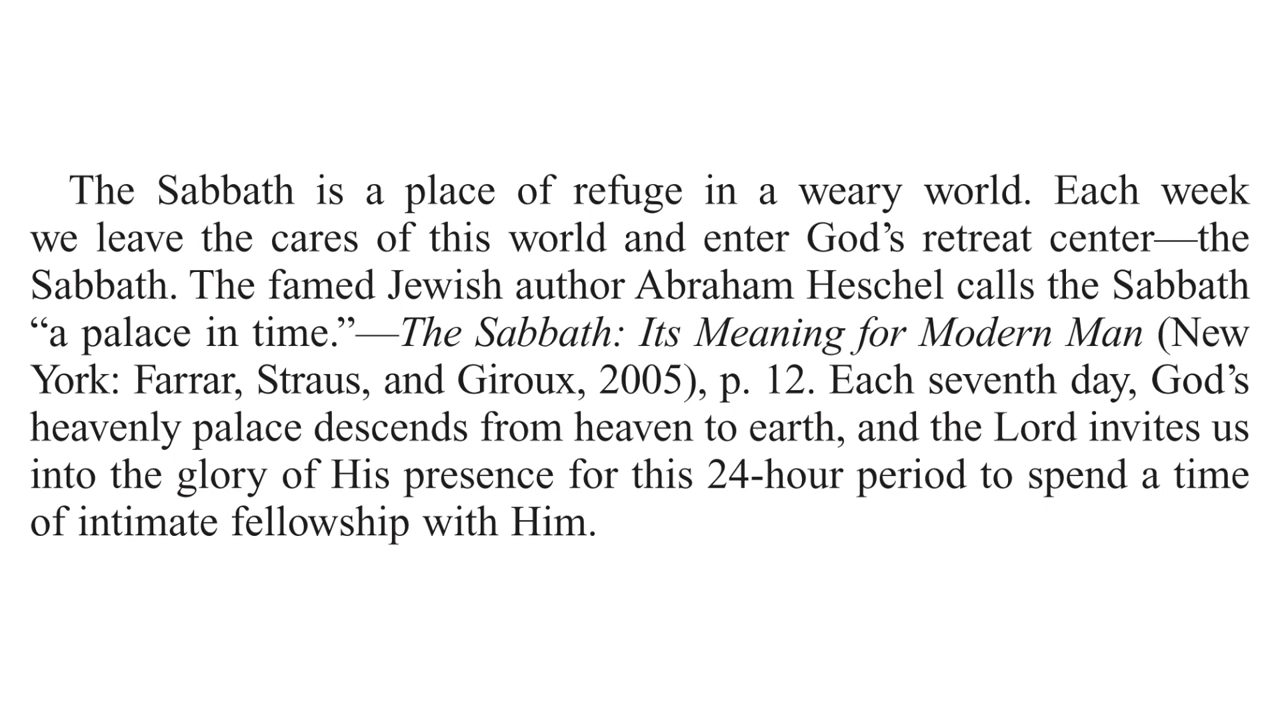 The Sabbath is a place of refuge in a weary world. Each week
we leave the cares of this world and enter God’s retreat center—the
Sabbath. The famed Jewish author Abraham Heschel calls the Sabbath
“a palace in time.”—The Sabbath: Its Meaning for Modern Man (New
York: Farrar, Straus, and Giroux, 2005), p. 12. Each seventh day, God’s
heavenly palace descends from heaven to earth, and the Lord invites us
into the glory of His presence for this 24-hour period to spend a time
of intimate fellowship with Him.